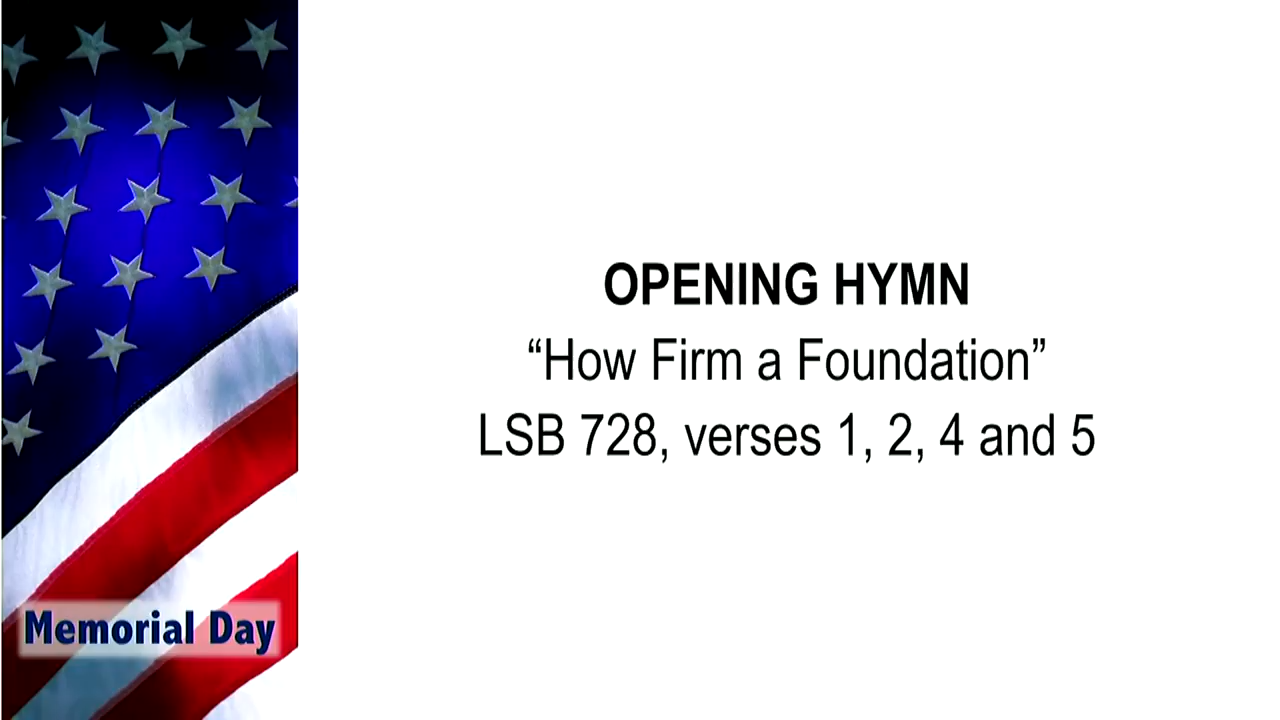 OPENING HYMN
“How Firm a Foundation”
LSB 728, verses 1, 2, 4 and 5
Memorial Day